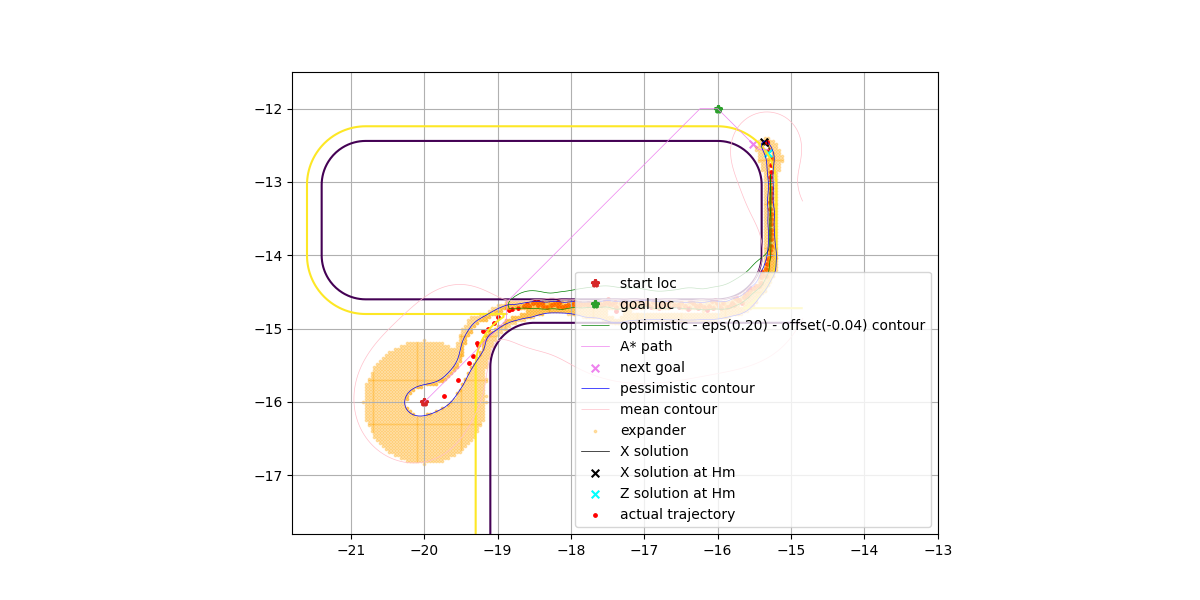 −12
−13
−14
−15
−16
−17
start loc
goal loc
optimistic - eps(0.20) - offset(-0.04) contour
A* path
next goal
pessimistic contour
mean contour
expander
X solution
X solution at Hm
Z solution at Hm
actual trajectory
−21 −20 −19 −18 −17 −16 −15 −14 −13